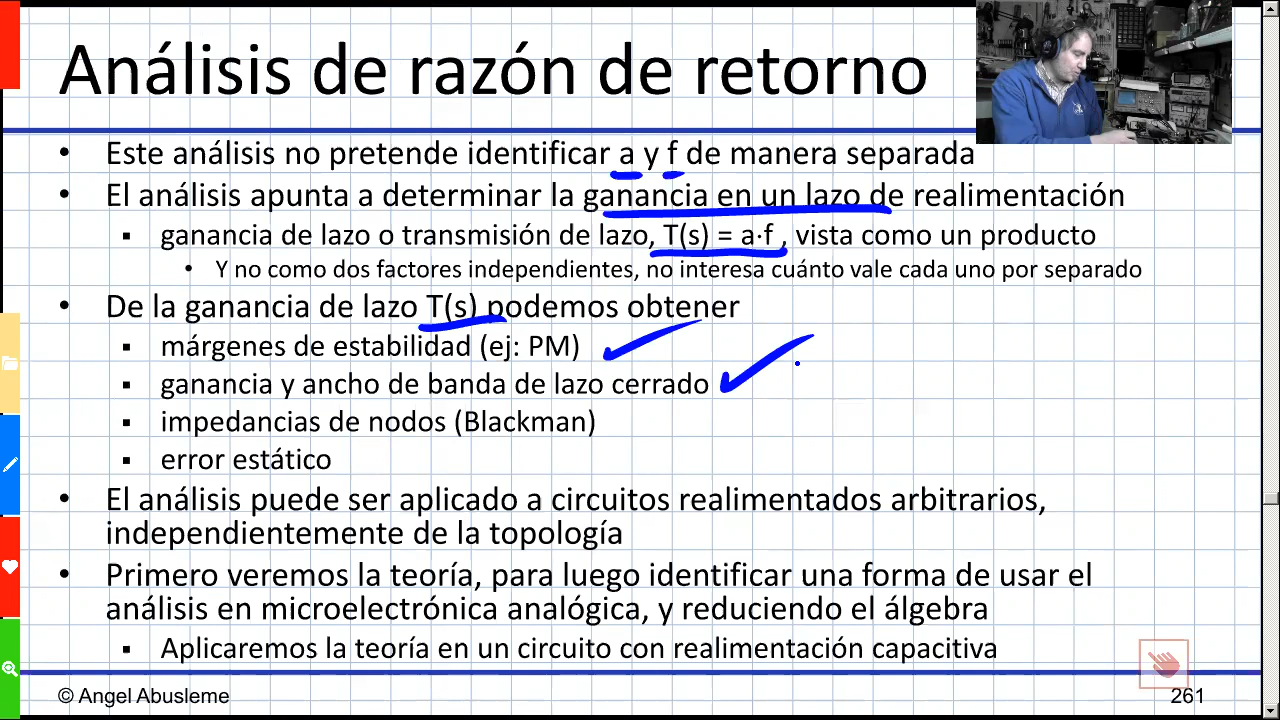 Análisis de razón de retorno
• Este análisis no pretende identificar a y f de manera separada
• El análisis apunta a determinar la ganancia en un lazo de realimentación
▪ ganancia de lazo o transmisión de lazo, T(s) = a·f , vista como un producto
• Y no como dos factores independientes, no interesa cuánto vale cada uno por separado
• De la ganancia de lazo T(s) podemos obtener
▪ márgenes de estabilidad (ej: PM)
▪ ganancia y ancho de banda de lazo cerrado
▪ impedancias de nodos (Blackman)
▪ error estático
• El análisis puede ser aplicado a circuitos realimentados arbitrarios,
independientemente de la topología
• Primero veremos la teoría, para luego identificar una forma de usar el
análisis en microelectrónica analógica, y reduciendo el álgebra
▪ Aplicaremos la teoría en un circuito con realimentación capacitiva
© Angel Abusleme
261